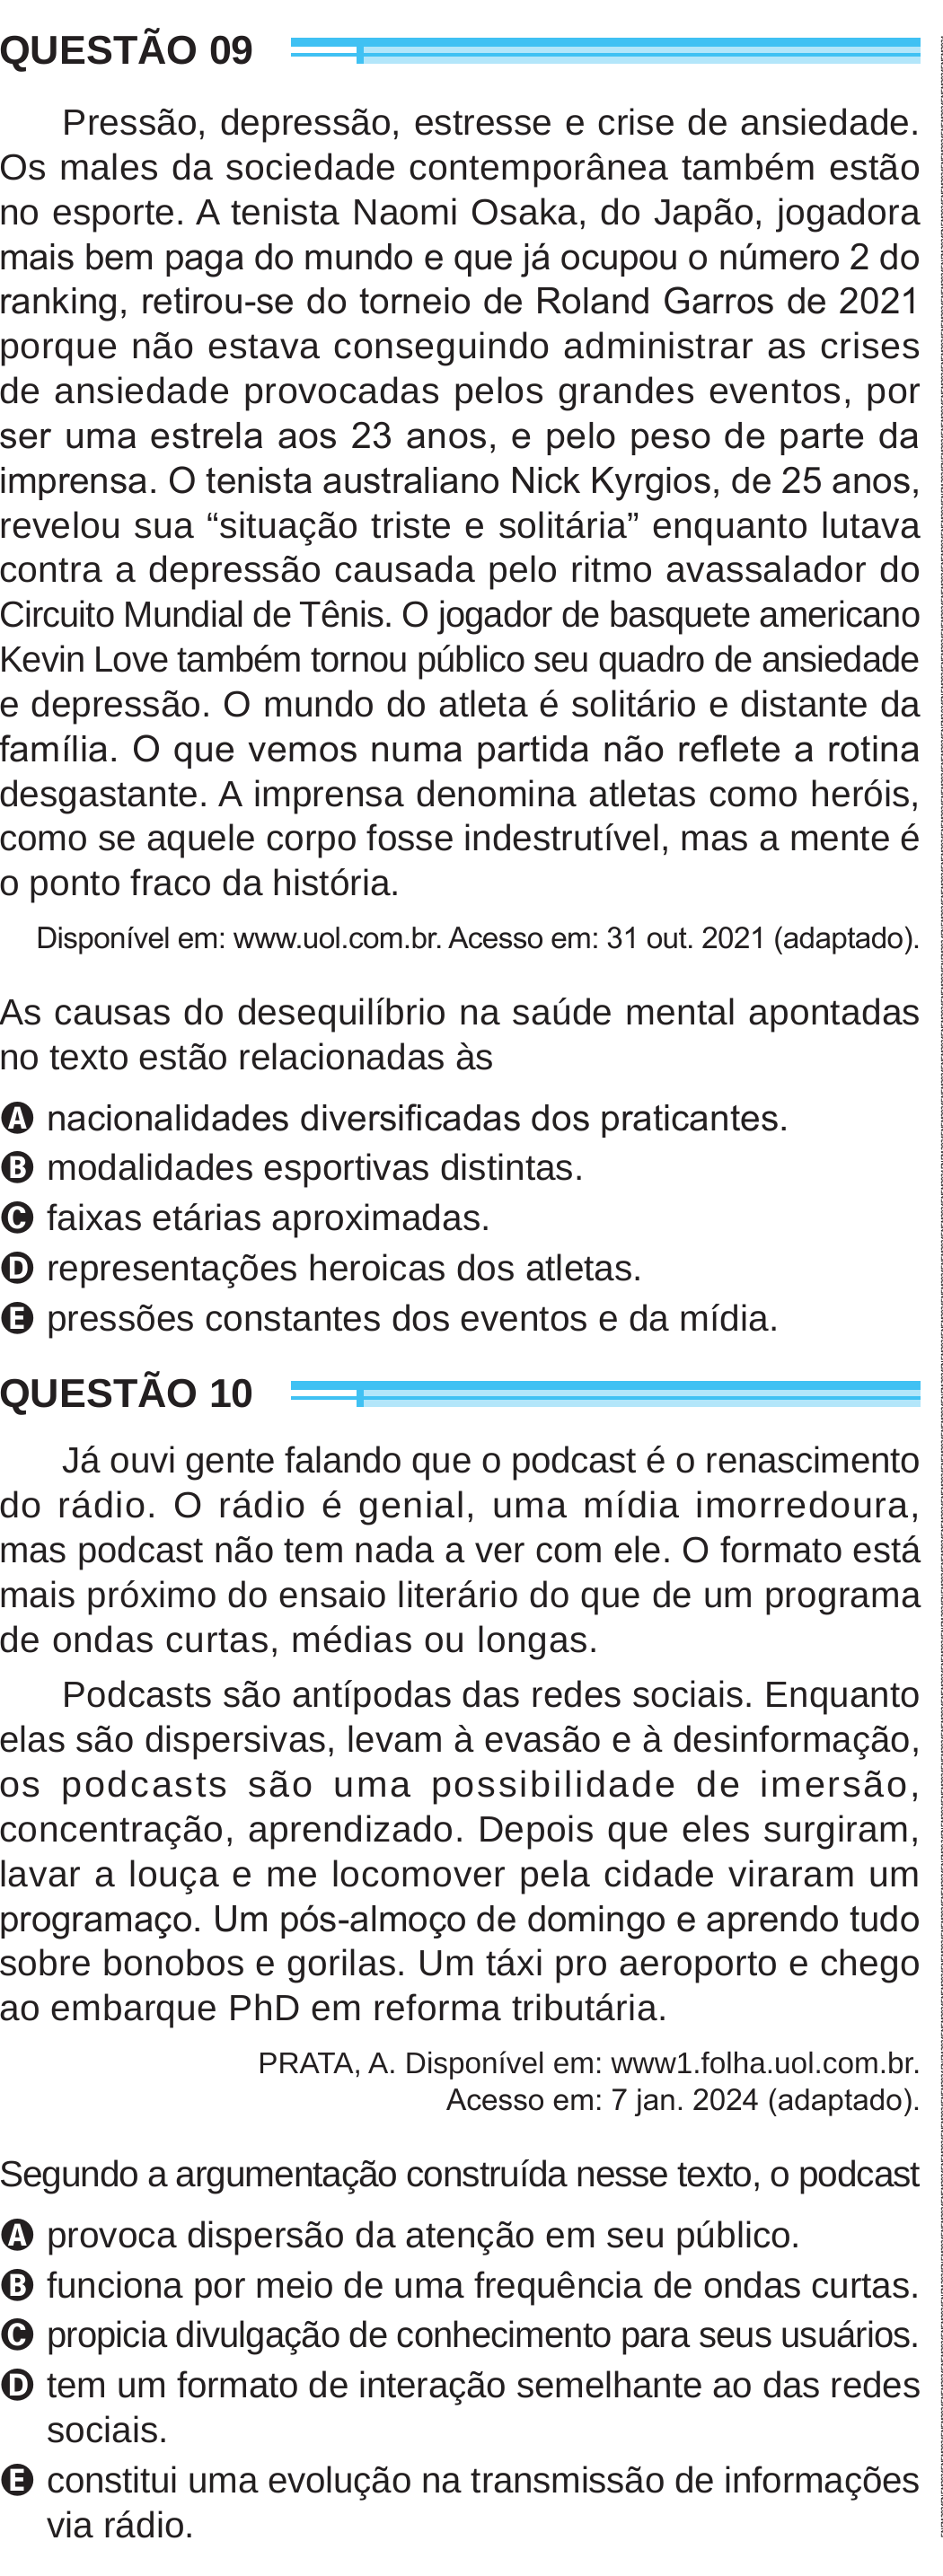 QUESTÃO 09
Pressão, depressão, estresse e crise de ansiedade.
Os males da sociedade contemporânea também estão
no esporte. A tenista Naomi Osaka, do Japão, jogadora
mais bem paga do mundo e que já ocupou o número 2 do
ranking, retirou-se do torneio de Roland Garros de 2021
porque não estava conseguindo administrar as crises
de ansiedade provocadas pelos grandes eventos, por
ser uma estrela aos 23 anos, e pelo peso de parte da
imprensa. O tenista australiano Nick Kyrgios, de 25 anos,
revelou sua “situação triste e solitária” enquanto lutava
contra a depressão causada pelo ritmo avassalador do
Circuito Mundial de Tênis. O jogador de basquete americano
Kevin Love também tornou público seu quadro de ansiedade
e depressão. O mundo do atleta é solitário e distante da
família. O que vemos numa partida não reflete a rotina
desgastante. A imprensa denomina atletas como heróis,
como se aquele corpo fosse indestrutível, mas a mente é
o ponto fraco da história.
Disponível em: www.uol.com.br. Acesso em: 31 out. 2021 (adaptado).
As causas do desequilíbrio na saúde mental apontadas
no texto estão relacionadas às
A nacionalidades diversificadas dos praticantes.
B modalidades esportivas distintas.
C faixas etárias aproximadas.
D representações heroicas dos atletas.
E pressões constantes dos eventos e da mídia.
QUESTÃO 10
Já ouvi gente falando que o podcast é o renascimento
do rádio. O rádio é genial, uma mídia imorredoura,
mas podcast não tem nada a ver com ele. O formato está
mais próximo do ensaio literário do que de um programa
de ondas curtas, médias ou longas.
Podcasts são antípodas das redes sociais. Enquanto
elas são dispersivas, levam à evasão e à desinformação,
os podcasts são uma possibilidade de imersão,
concentração, aprendizado. Depois que eles surgiram,
lavar a louça e me locomover pela cidade viraram um
programaço. Um pós-almoço de domingo e aprendo tudo
sobre bonobos e gorilas. Um táxi pro aeroporto e chego
ao embarque PhD em reforma tributária.
PRATA, A. Disponível em: www1.folha.uol.com.br.
Acesso em: 7 jan. 2024 (adaptado).
Segundo a argumentação construída nesse texto, o podcast
A provoca dispersão da atenção em seu público.
B funciona por meio de uma frequência de ondas curtas.
C propicia divulgação de conhecimento para seus usuários.
D tem um formato de interação semelhante ao das redes
sociais.
E constitui uma evolução na transmissão de informações
via rádio.